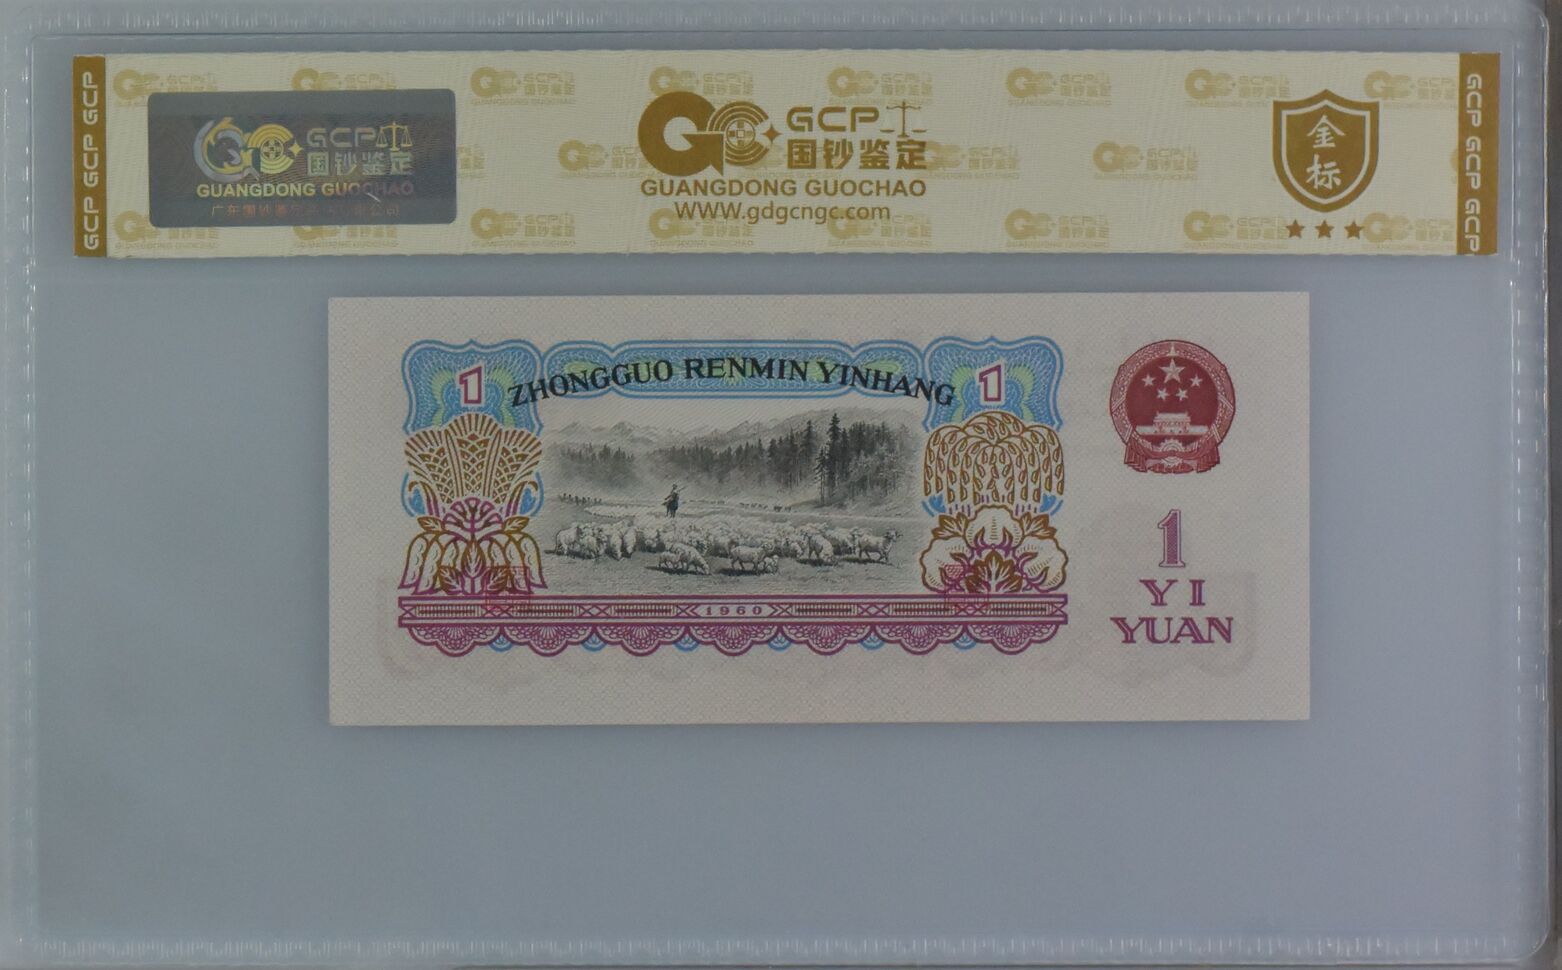 GCP GCP GCP
GCP
国钞鉴定
GUANGDONG GUOCHAO
GCP
国钞鉴定
GUANGDONG GUOCHAO
WWW.gdgcngc.com
金标
GCP GCP GCP
ZHONGGUO RENMIN YINHANG
1
1
1960
1
YI
YUAN